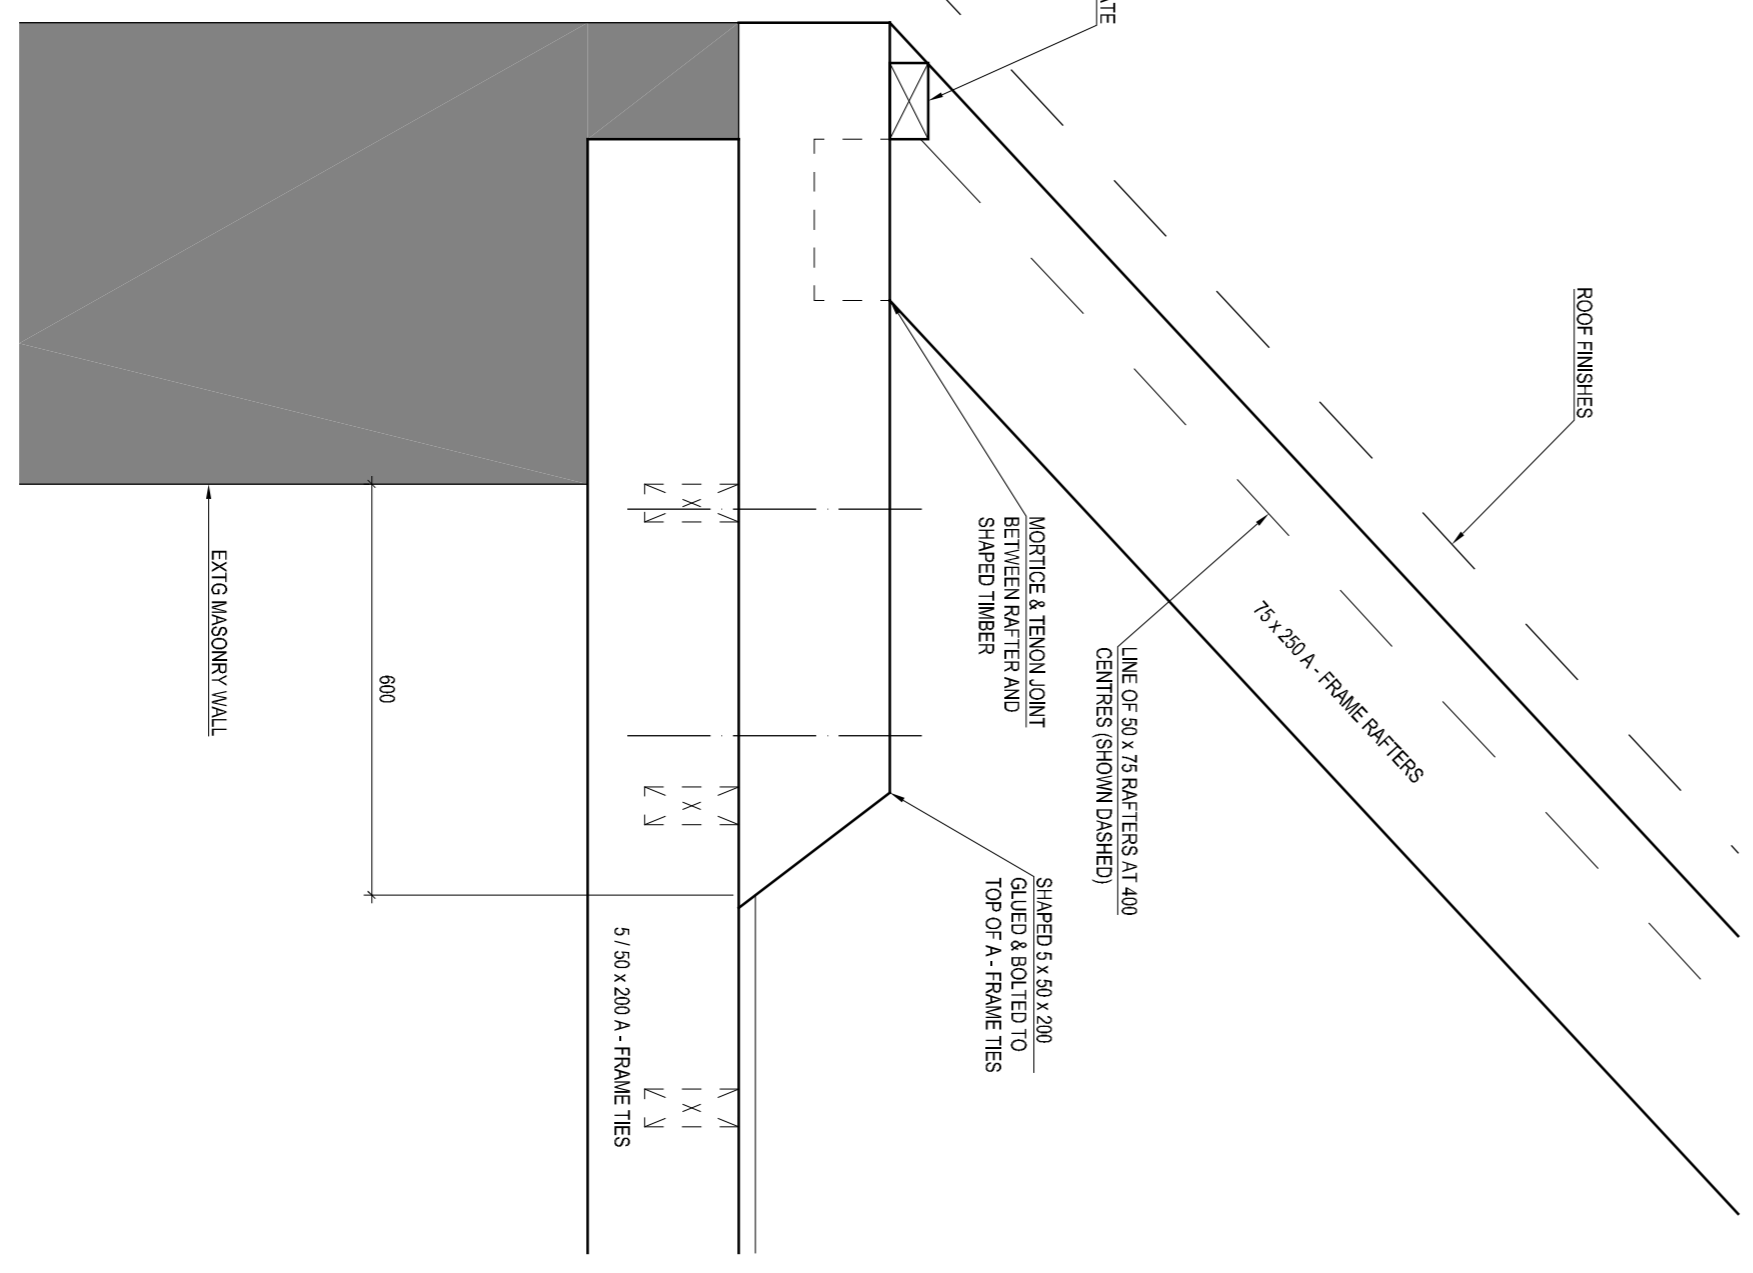 ROOF FINISHES
75 x 250 A - FRAME RAFTERS
LINE OF 50 x 75 RAFTERS AT 400
CENTRES (SHOWN DASHED)
MORTICE & TENON JOINT
BETWEEN RAFTER AND
SHAPED TIMBER
SHAPED 5 x 50 x 200
GLUED & BOLTED TO
TOP OF A - FRAME TIES
5 / 50 x 200 A - FRAME TIES
600
EXTG MASONRY WALL